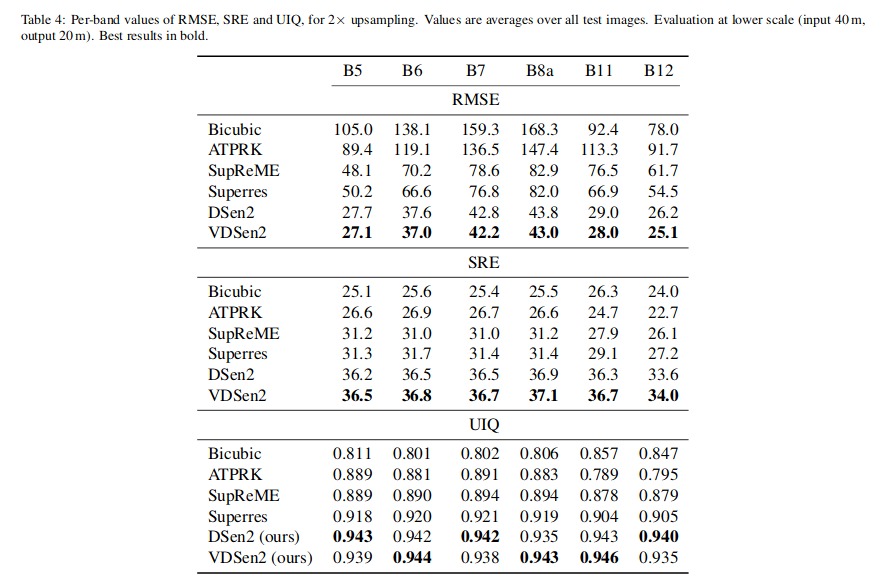 Table 4: Per-band values of RMSE, SRE and UIQ, for 2× upsampling. Values are averages over all test images. Evaluation at lower scale (input 40 m,
output 20 m). Best results in bold.
B5 B6 B7 B8a B11 B12
RMSE
Bicubic 105.0 138.1 159.3 168.3 92.4 78.0
ATPRK 89.4 119.1 136.5 147.4 113.3 91.7
SupReME 48.1 70.2 78.6 82.9 76.5 61.7
Superres 50.2 66.6 76.8 82.0 66.9 54.5
DSen2 27.7 37.6 42.8 43.8 29.0 26.2
VDSen2 27.1 37.0 42.2 43.0 28.0 25.1
SRE
Bicubic 25.1 25.6 25.4 25.5 26.3 24.0
ATPRK 26.6 26.9 26.7 26.6 24.7 22.7
SupReME 31.2 31.0 31.0 31.2 27.9 26.1
Superres 31.3 31.7 31.4 31.4 29.1 27.2
DSen2 36.2 36.5 36.5 36.9 36.3 33.6
VDSen2 36.5 36.8 36.7 37.1 36.7 34.0
UIQ
Bicubic 0.811 0.801 0.802 0.806 0.857 0.847
ATPRK 0.889 0.881 0.891 0.883 0.789 0.795
SupReME 0.889 0.890 0.894 0.894 0.878 0.879
Superres 0.918 0.920 0.921 0.919 0.904 0.905
DSen2 (ours) 0.943 0.942 0.942 0.935 0.943 0.940
VDSen2 (ours) 0.939 0.944 0.938 0.943 0.946 0.935